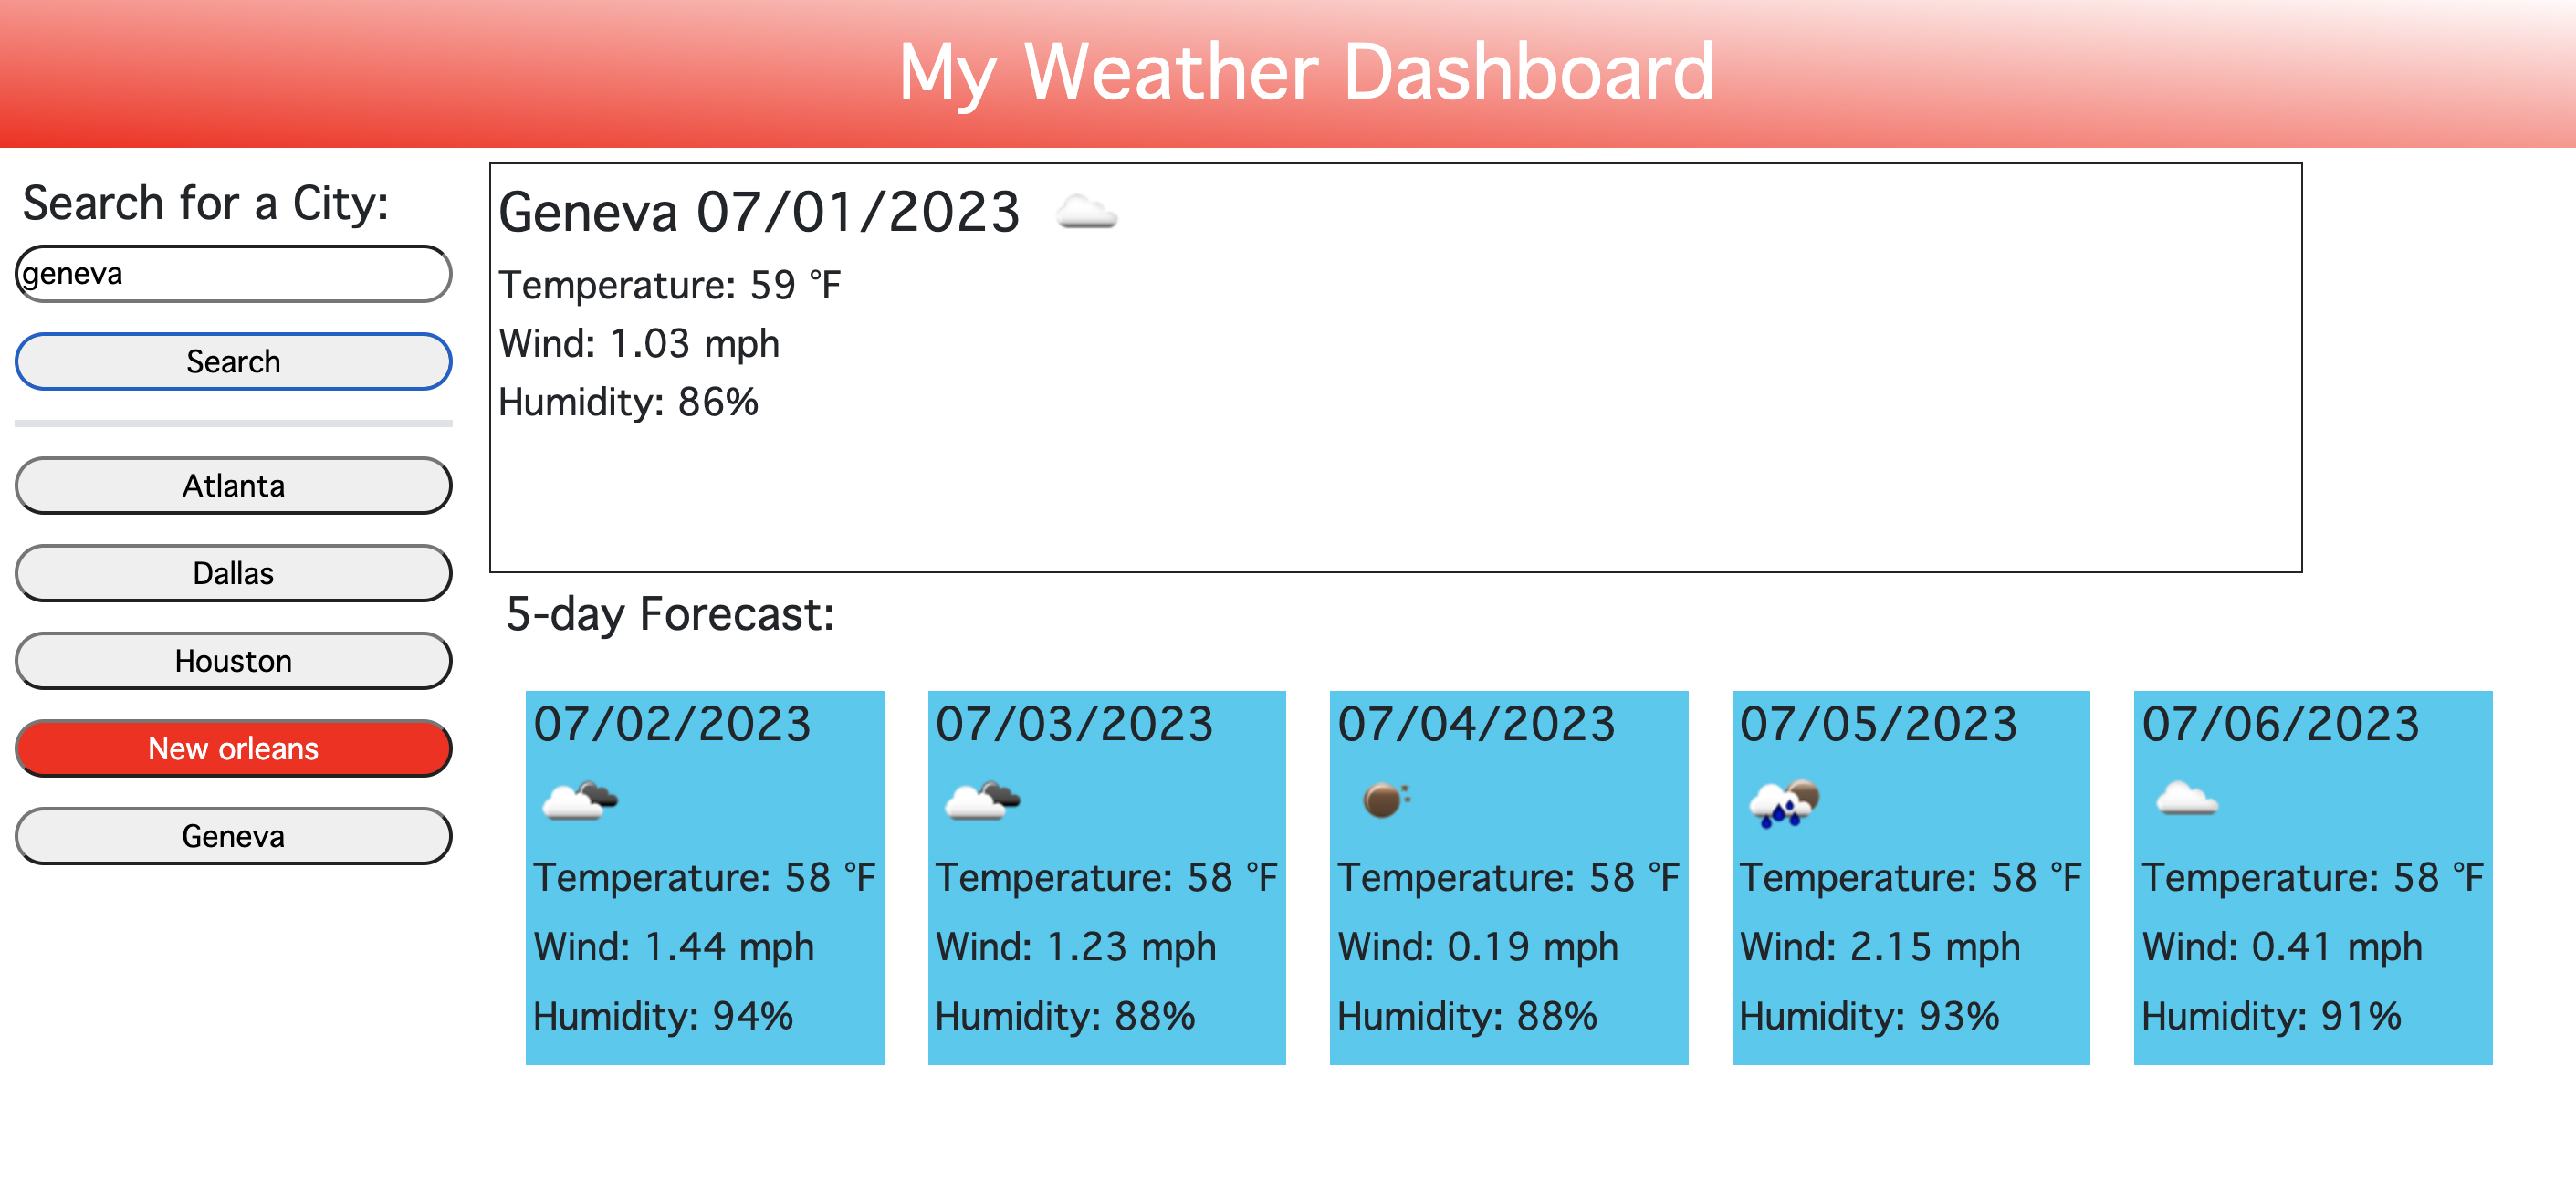 My Weather Dashboard
Search for a City:
geneva
Search
Atlanta
Dallas
Houston
New orleans
Geneva
Geneva 07/01/2023
Temperature: 59 °F
Wind: 1.03 mph
Humidity: 86%
5-day Forecast:
07/02/2023
Temperature: 58 °F
Wind: 1.44 mph
Humidity: 94%
07/03/2023
Temperature: 58 °F
Wind: 1.23 mph
Humidity: 88%
07/04/2023
Temperature: 58 °F
Wind: 0.19 mph
Humidity: 88%
07/05/2023
Temperature: 58 °F
Wind: 2.15 mph
Humidity: 93%
07/06/2023
Temperature: 58 °F
Wind: 0.41 mph
Humidity: 91%